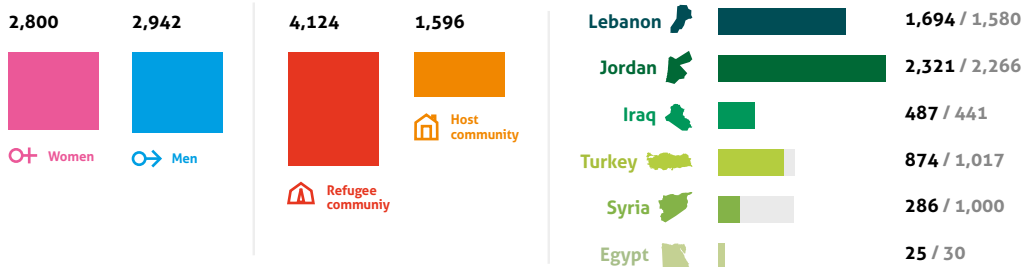 2,800
Women
2,942
Men
4,124
Refugee
communiy
1,596
Host
community
Lebanon 1,694 / 1,580
Jordan 2,321 / 2,266
Iraq 487 / 441
Turkey 874 / 1,017
Syria 286 / 1,000
Egypt 25 / 30